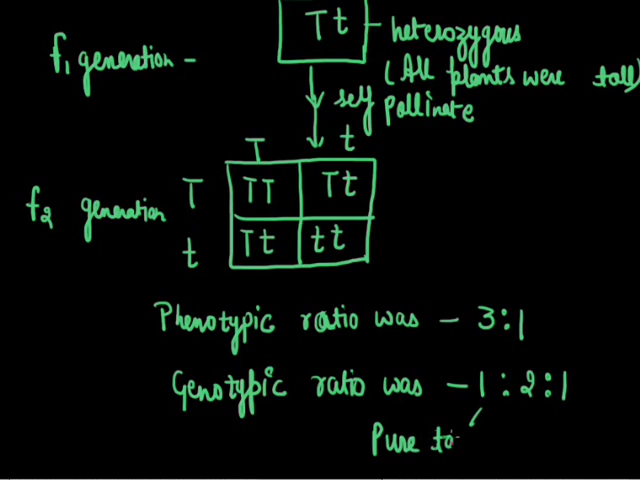 Tt - heterozygous
f₁ generation -
(All plants were tall)
self
pollinate
T t
T TT Tt
f₂ generation
t Tt tt
Phenotypic ratio was - 3:1
Genotypic ratio was - 1:2:1
Pure ta